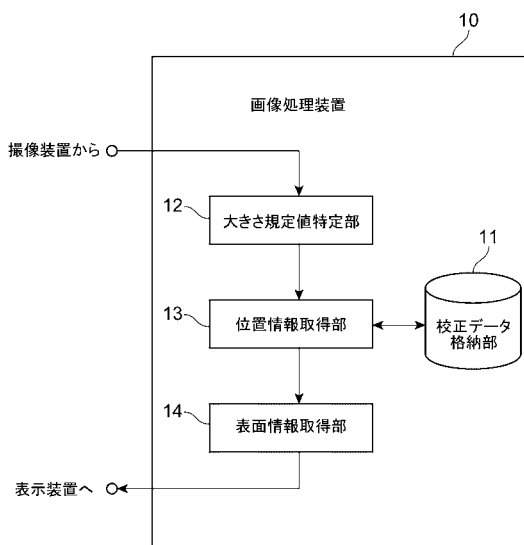 10
画像処理装置
撮像装置から
12
大きさ規定値特定部
11
13
位置情報取得部
校正データ
格納部
14
表面情報取得部
表示装置へ